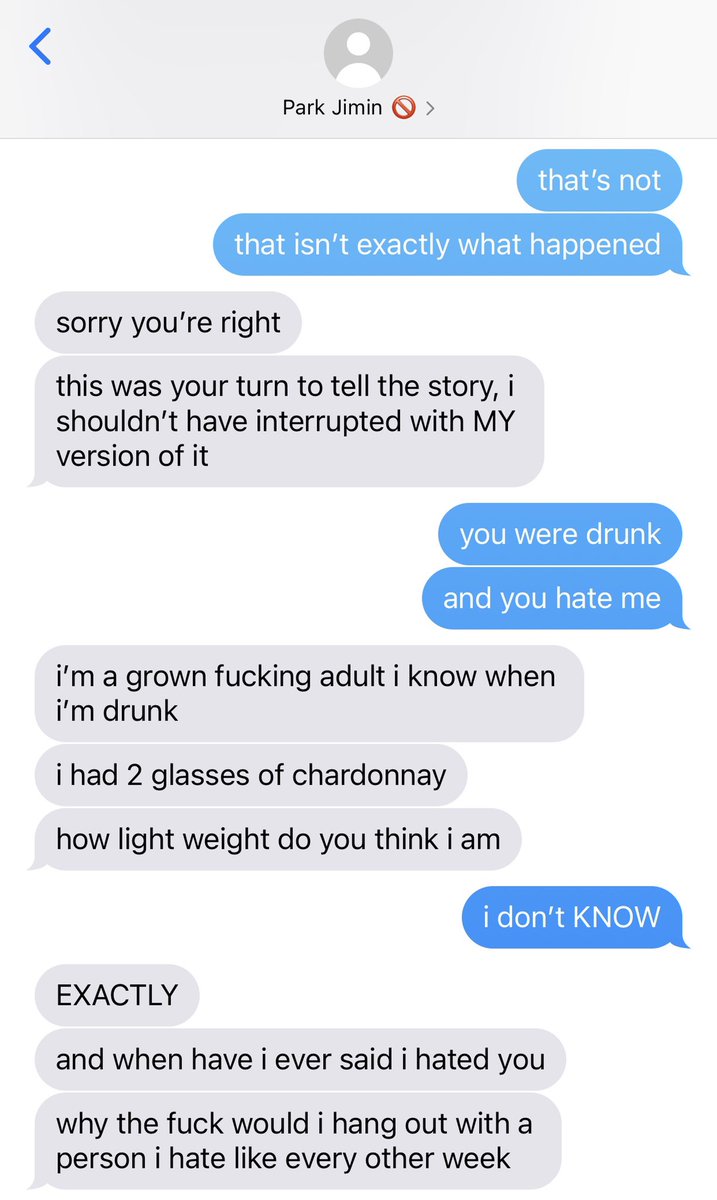 Park Jimin 🚫
that’s not
that isn’t exactly what happened
sorry you’re right
this was your turn to tell the story, i
shouldn’t have interrupted with MY
version of it
you were drunk
and you hate me
i’m a grown fucking adult i know when
i’m drunk
i had 2 glasses of chardonnay
how light weight do you think i am
i don’t KNOW
EXACTLY
and when have i ever said i hated you
why the fuck would i hang out with a
person i hate like every other week